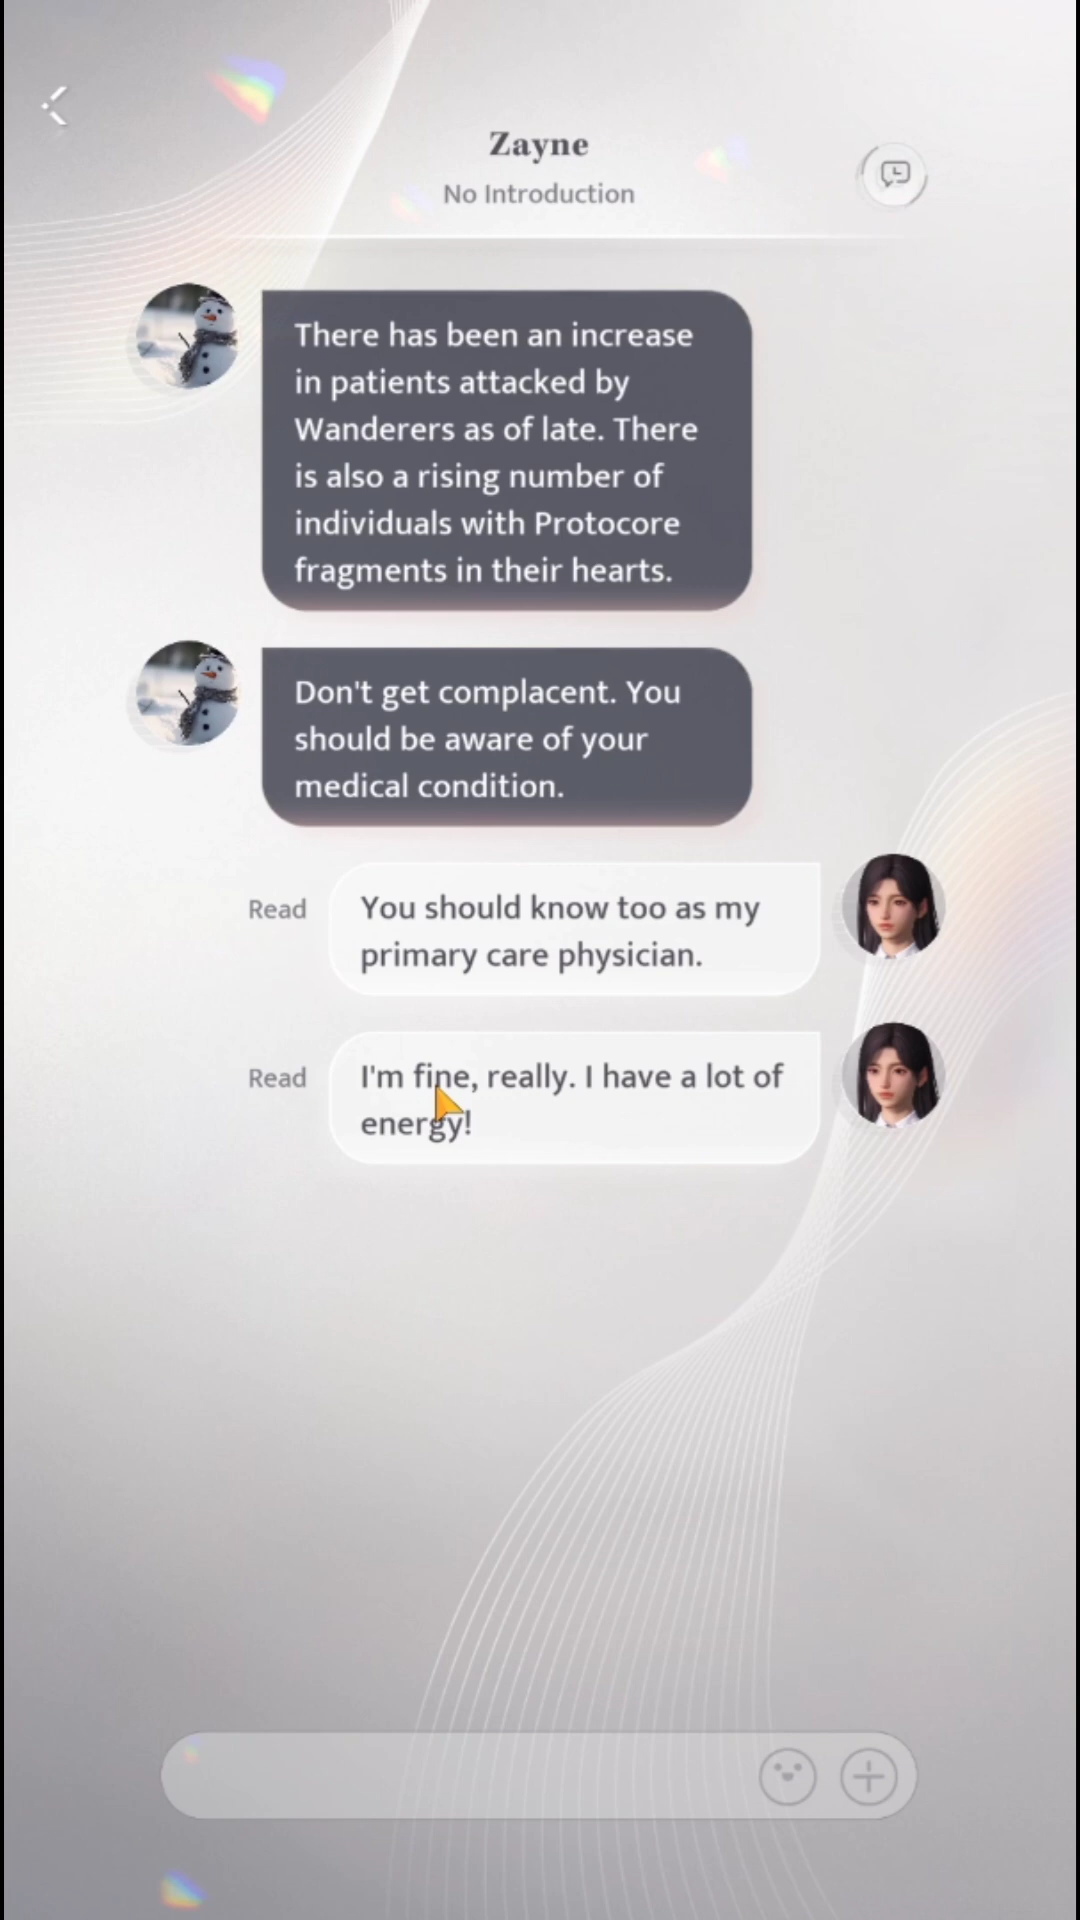 Zayne
No Introduction
There has been an increase
in patients attacked by
Wanderers as of late. There
is also a rising number of
individuals with Protocore
fragments in their hearts.
Don't get complacent. You
should be aware of your
medical condition.
Read
You should know too as my
primary care physician.
Read
I'm fine, really. I have a lot of
energy!